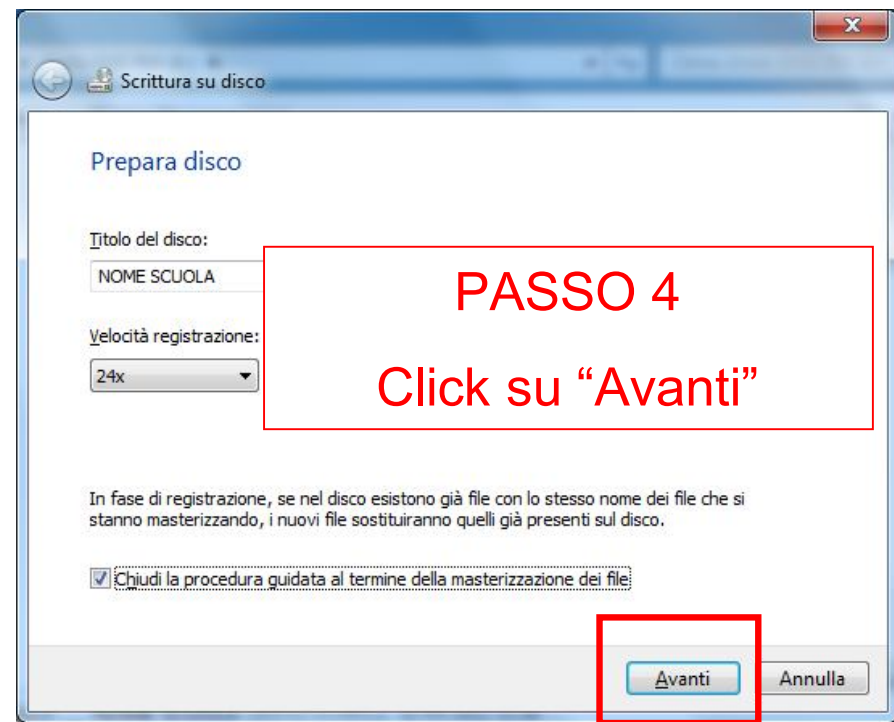 Scrittura su disco
Prepara disco
Titolo del disco:
NOME SCUOLA
PASSO 4
Click su “Avanti”
Velocità registrazione:
24x
In fase di registrazione, se nel disco esistono già file con lo stesso nome dei file che si
stanno masterizzando, i nuovi file sostituiranno quelli già presenti sul disco.
Chiudi la procedura guidata al termine della masterizzazione dei file
Avanti
Annulla